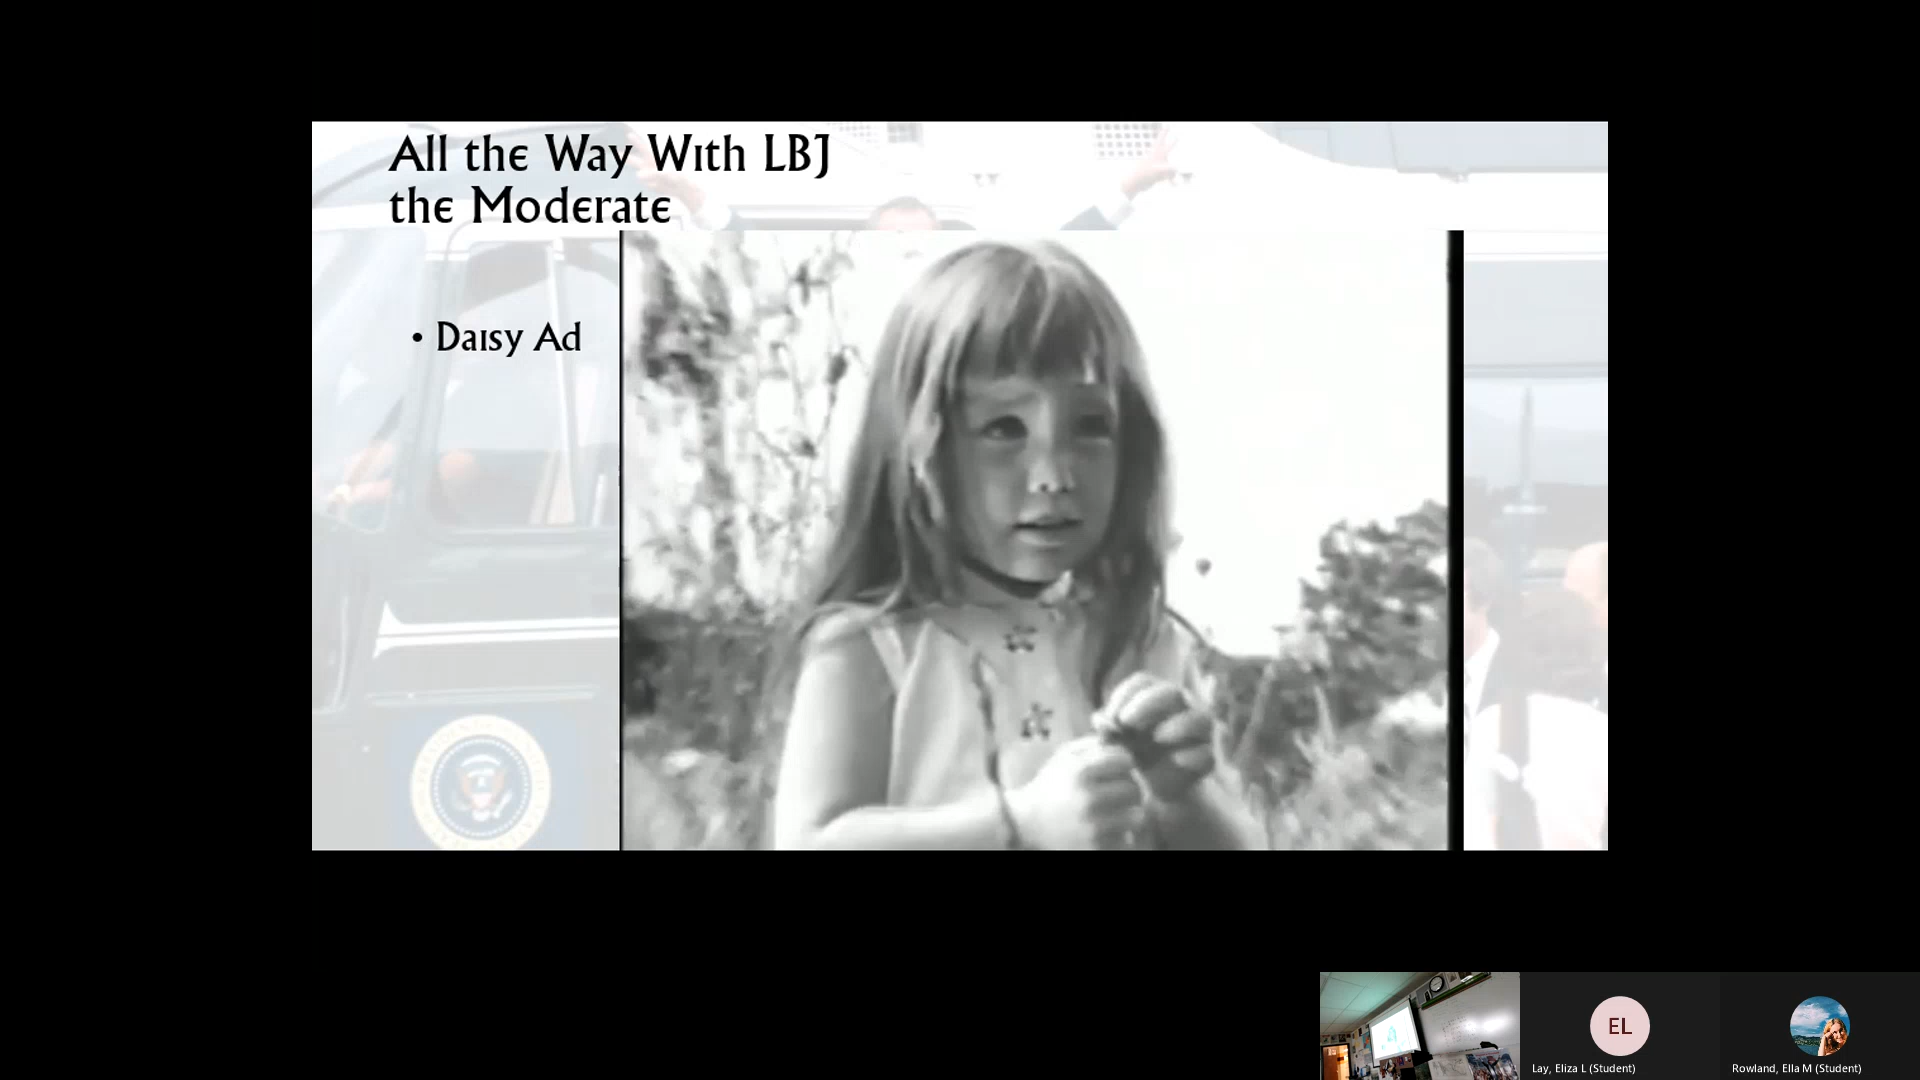 All the Way With LBJ
the Moderate
• Daisy Ad
EL
Lay, Eliza L (Student)
Rowland, Ella M (Student)